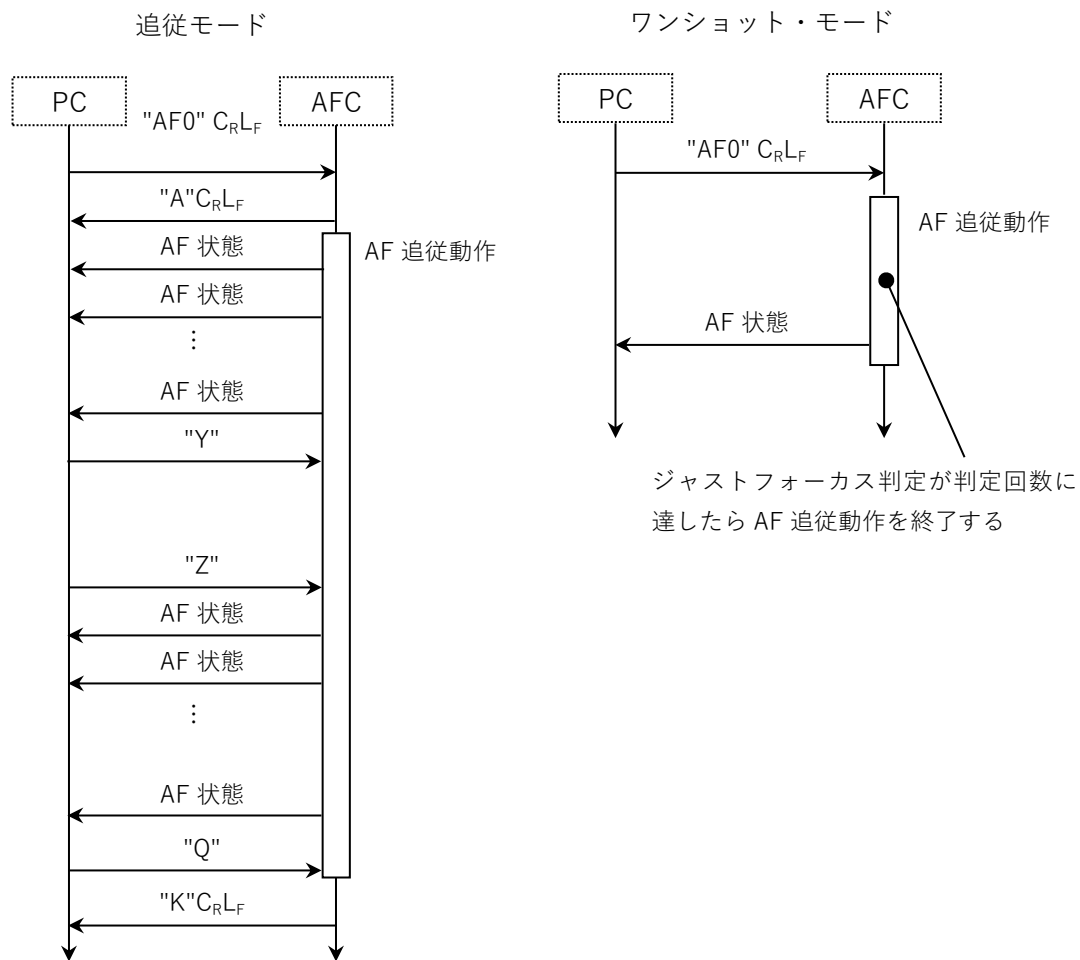 追従モード
PC
AFC
"AF0" CRLF
"A"CRLF
AF 追従動作
AF 状態
AF 状態
⋮
AF 状態
"Y"
"Z"
AF 状態
AF 状態
⋮
AF 状態
"Q"
"K"CRLF
ワンショット・モード
PC
AFC
"AF0" CRLF
AF 追従動作
AF 状態
ジャストフォーカス判定が判定回数に
達したら AF 追従動作を終了する